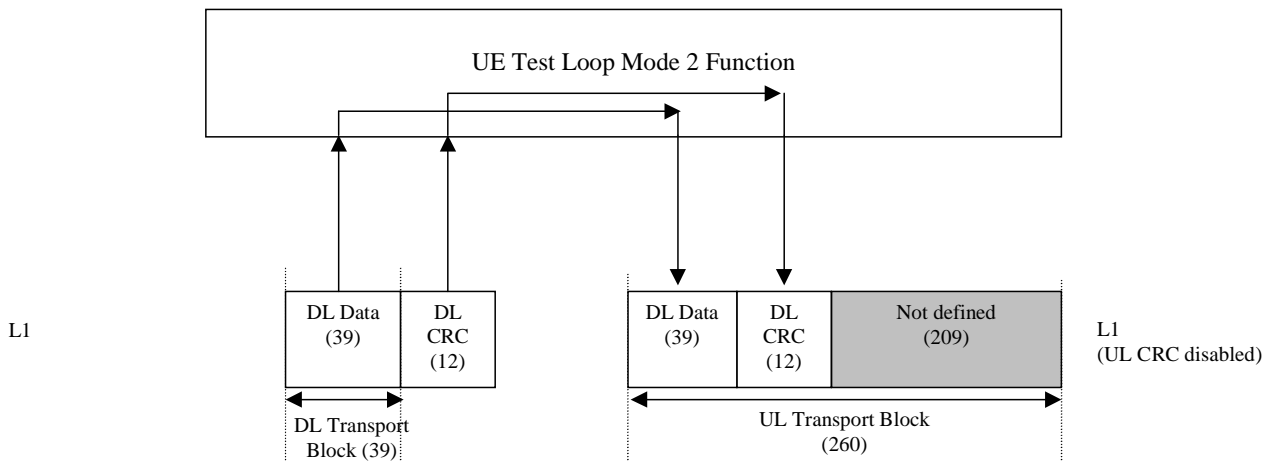 UE Test Loop Mode 2 Function
L1
DL Data
(39)
DL
CRC
(12)
DL Transport
Block (39)
DL Data
(39)
DL
CRC
(12)
Not defined
(209)
UL Transport Block
(260)
L1
(UL CRC disabled)